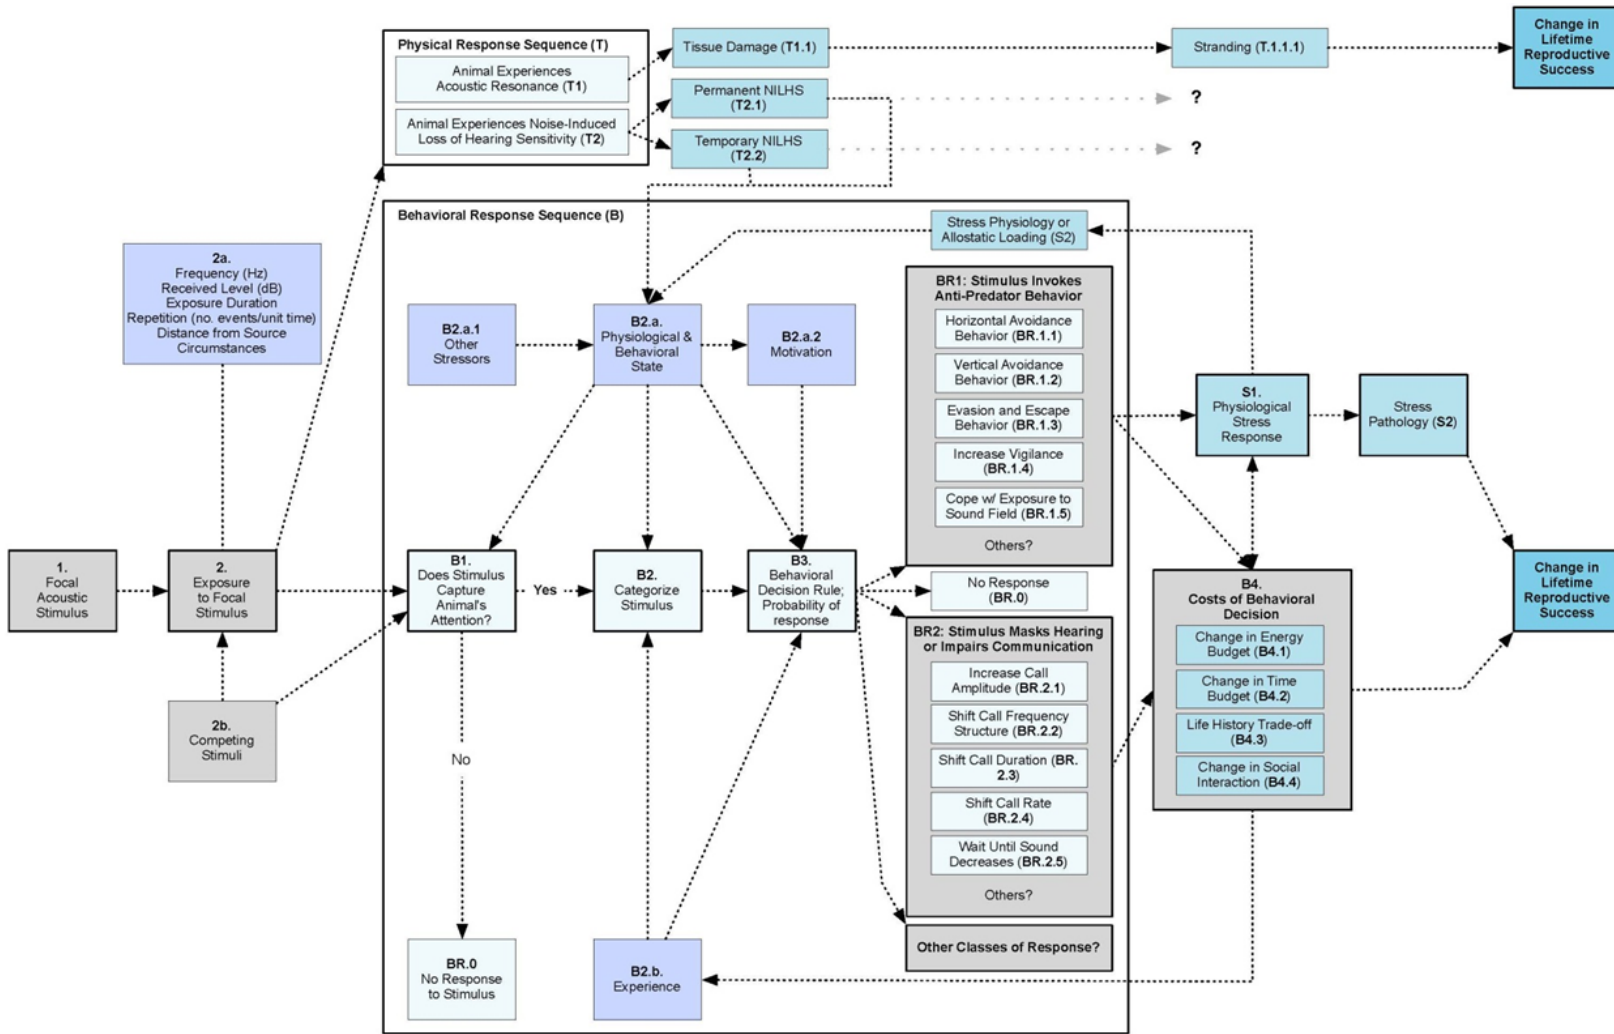 Physical Response Sequence (T)
Animal Experiences
Acoustic Resonance (T1)
Animal Experiences Noise-Induced
Loss of Hearing Sensitivity (T2)
Tissue Damage (T1.1)
Permanent NILHS
(T2.1)
Temporary NILHS
(T2.2)
Stranding (T.1.1.1)
?
?
Change in
Lifetime
Reproductive
Success
Behavioral Response Sequence (B)
Stress Physiology or
Allostatic Loading (S2)
2a.
Frequency (Hz)
Received Level (dB)
Exposure Duration
Repetition (no. events/unit time)
Distance from Source
Circumstances
B2.a.1
Other
Stressors
B2.a.
Physiological &
Behavioral
State
B2.a.2
Motivation
BR1: Stimulus Invokes
Anti-Predator Behavior
Horizontal Avoidance
Behavior (BR.1.1)
Vertical Avoidance
Behavior (BR.1.2)
Evasion and Escape
Behavior (BR.1.3)
Increase Vigilance
(BR.1.4)
Cope w/ Exposure to
Sound Field (BR.1.5)
Others?
S1.
Physiological
Stress
Response
Stress
Pathology (S2)
1.
Focal
Acoustic
Stimulus
2.
Exposure
to Focal
Stimulus
B1.
Does Stimulus
Capture
Animal's
Attention?
Yes
B2.
Categorize
Stimulus
B3.
Behavioral
Decision Rule;
Probability of
response
No Response
(BR.0)
BR2: Stimulus Masks Hearing
or Impairs Communication
Increase Call
Amplitude (BR.2.1)
Shift Call Frequency
Structure (BR.2.2)
Shift Call Duration (BR.
2.3)
Shift Call Rate
(BR.2.4)
Wait Until Sound
Decreases (BR.2.5)
Others?
Other Classes of Response?
B4.
Costs of Behavioral
Decision
Change in Energy
Budget (B4.1)
Change in Time
Budget (B4.2)
Life History Trade-off
(B4.3)
Change in Social
Interaction (B4.4)
Change in
Lifetime
Reproductive
Success
2b.
Competing
Stimuli
No
BR.0
No Response
to Stimulus
B2.b.
Experience